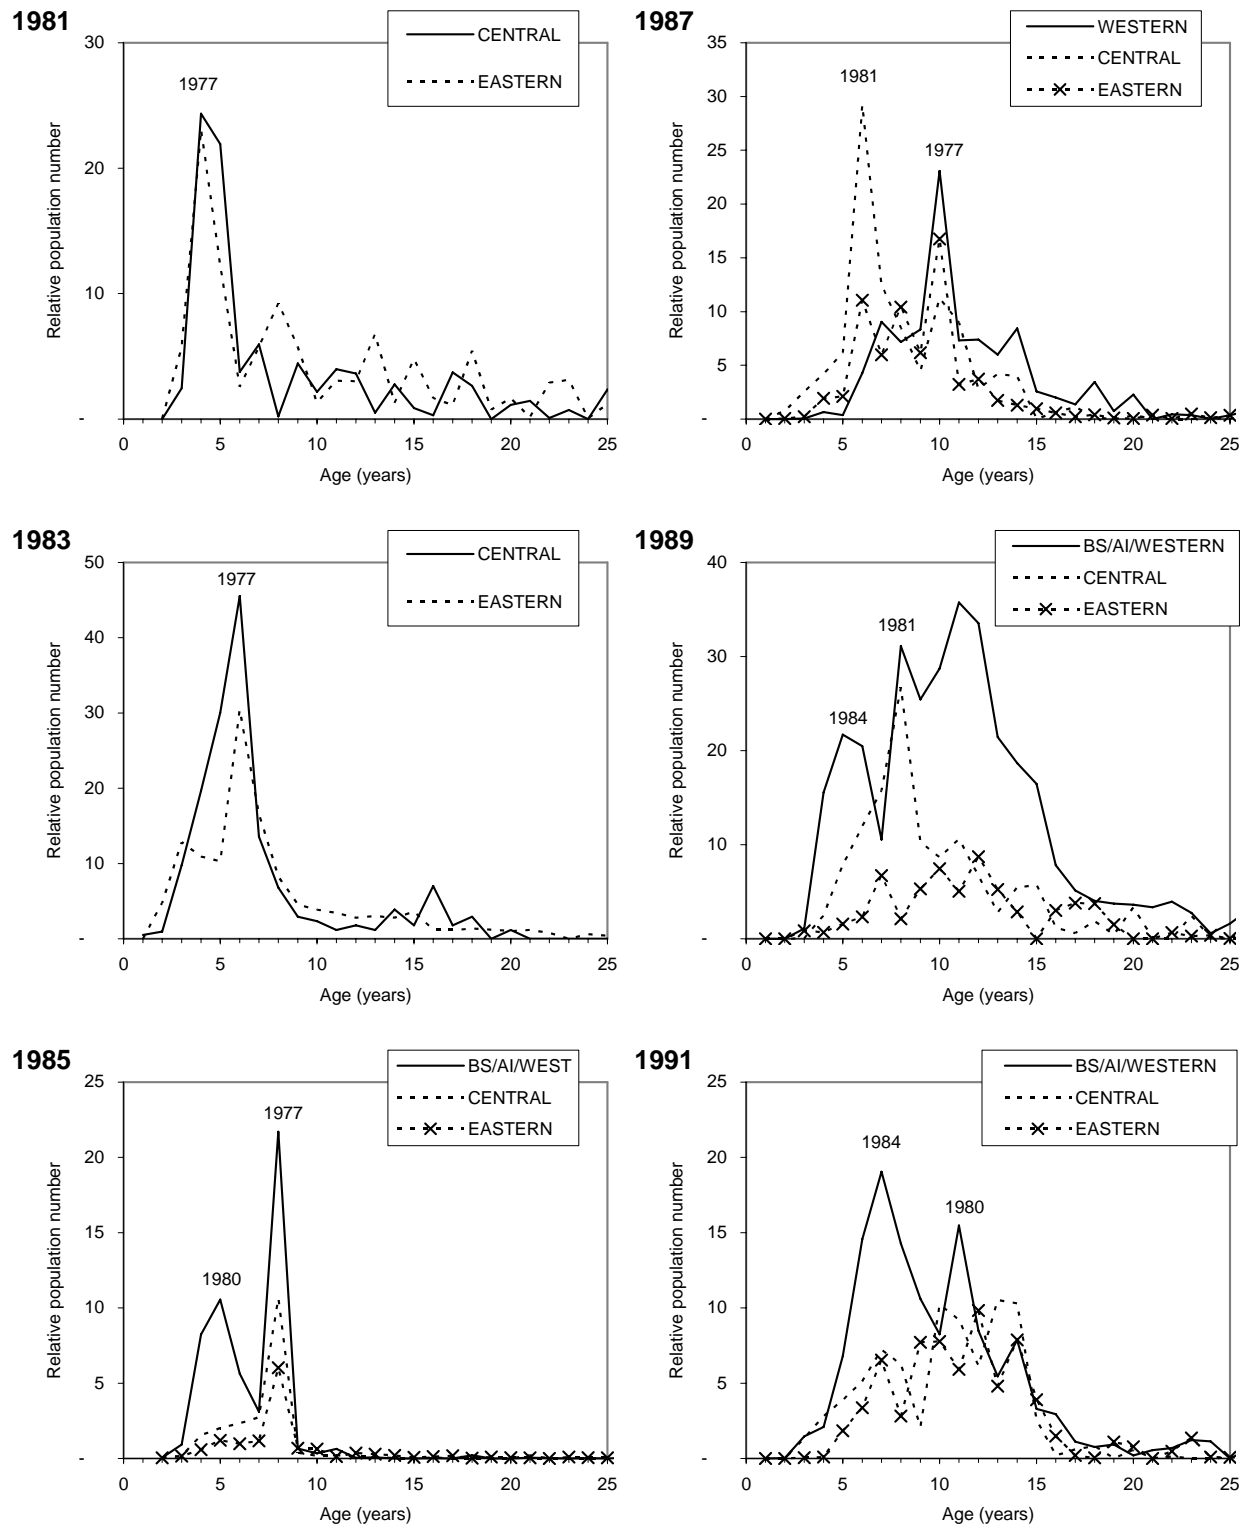 1981
CENTRAL
EASTERN
1977
30
20
10
-
0 5 10 15 20 25
Relative population number
Age (years)
1987
WESTERN
CENTRAL
EASTERN
1981
1977
35
30
25
20
15
10
5
-
0 5 10 15 20 25
Relative population number
Age (years)
1983
CENTRAL
EASTERN
1977
50
40
30
20
10
-
0 5 10 15 20 25
Relative population number
Age (years)
1989
BS/AI/WESTERN
CENTRAL
EASTERN
1981
1984
40
30
20
10
-
0 5 10 15 20 25
Relative population number
Age (years)
1985
BS/AI/WEST
CENTRAL
EASTERN
1977
1980
25
20
15
10
5
-
0 5 10 15 20 25
Relative population number
Age (years)
1991
BS/AI/WESTERN
CENTRAL
EASTERN
1984
1980
25
20
15
10
5
-
0 5 10 15 20 25
Relative population number
Age (years)